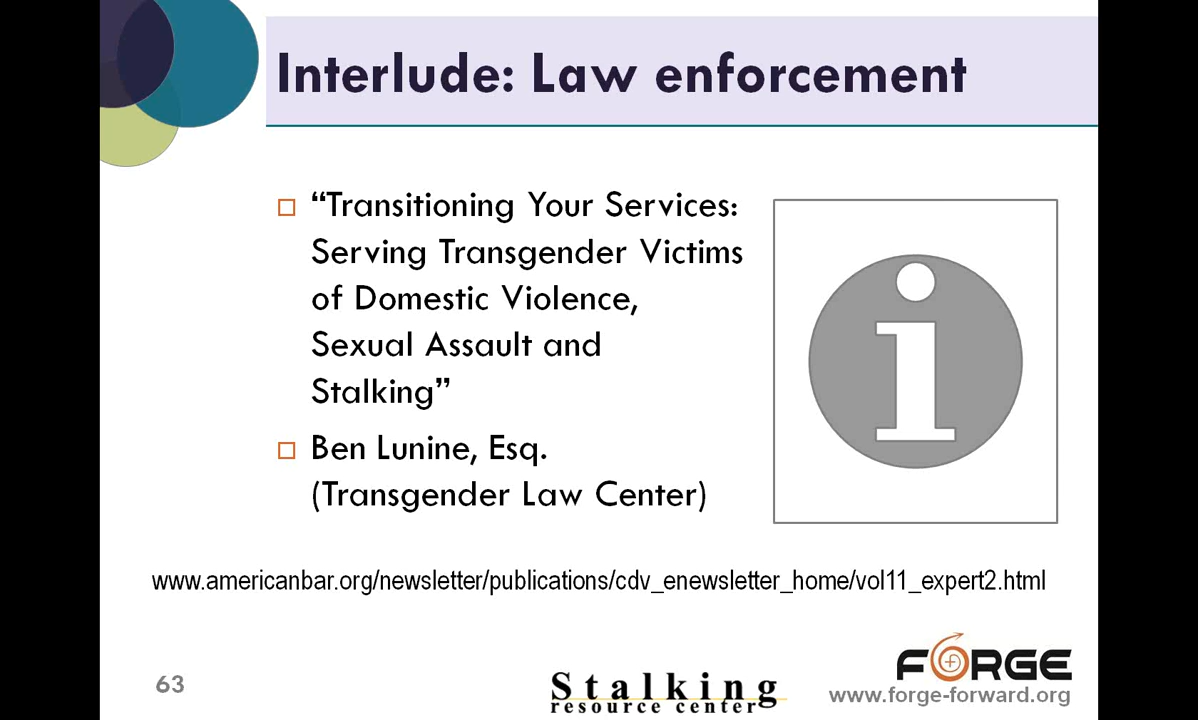 Interlude: Law enforcement
“Transitioning Your Services:
Serving Transgender Victims
of Domestic Violence,
Sexual Assault and
Stalking”
Ben Lunine, Esq.
(Transgender Law Center)
i
www.americanbar.org/newsletter/publications/cdv_enewsletter_home/vol11_expert2.html
63
Stalking
resource center
FORGE
www.forge-forward.org